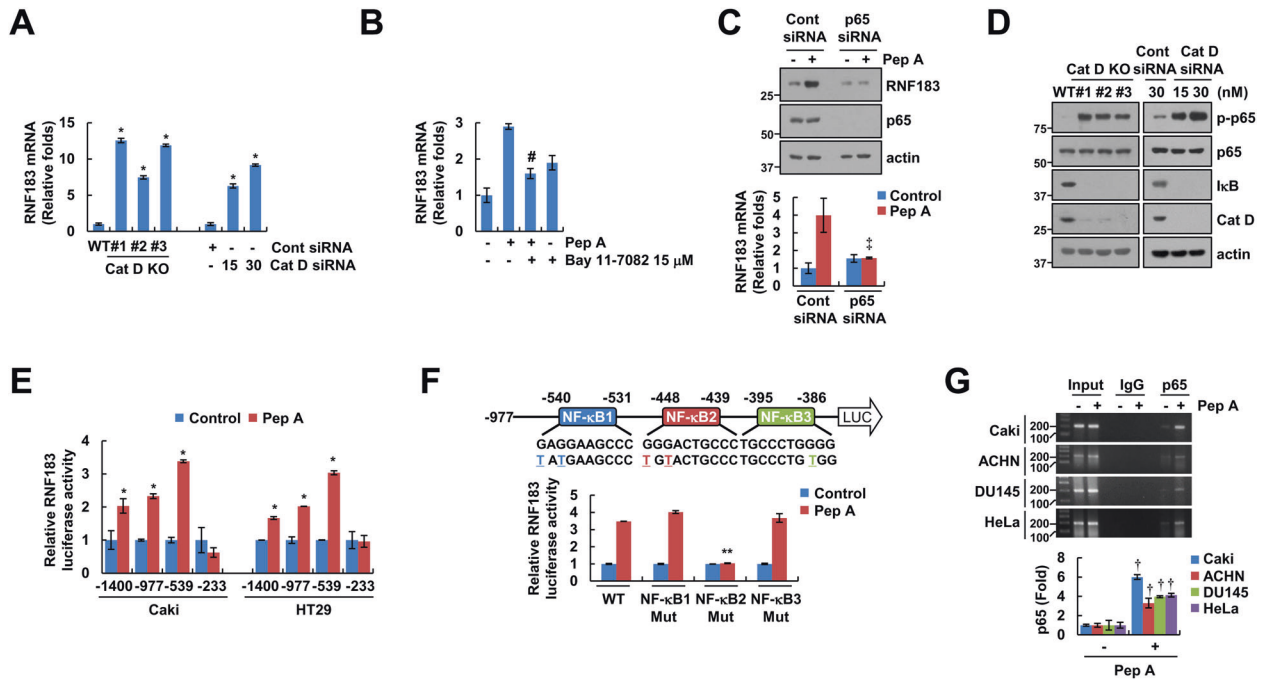 A
RNF183 mRNA
(Relative folds)
15
10
5
0
* * * * *
WT #1 #2 #3
Cat D KO
+ - - Cont siRNA
- 15 30 Cat D siRNA
B
RNF183 mRNA
(Relative folds)
3
2
1
0
#
- + + - Pep A
- - + + Bay 11-7082 15 μM
C
Cont
siRNA
p65
siRNA
- + - + Pep A
25
RNF183
50
p65
37
actin
Control
Pep A
RNF183 mRNA
(Relative folds)
5
4
3
2
1
0
‡
Cont
siRNA
p65
siRNA
D
Cat D KO
Cont
siRNA
Cat D
siRNA
WT #1 #2 #3
30 15 30 (nM)
75
p-p65
50
p65
37
IκB
37
Cat D
37
actin
E
Control
Pep A
Relative RNF183
luciferase activity
4
3
2
1
0
* * * * * *
-1400 -977 -539 -233
Caki
-1400 -977 -539 -233
HT29
F
-540 -531 -448 -439 -395 -386
-977 NF-κB1 NF-κB2 NF-κB3 LUC
GAGGAAGCCC GGGACTGCCC TGCCCTGGGG
TATGAAGCCC TGTACTGCCC TGCCCTGTGG
Control
Pep A
Relative RNF183
luciferase activity
5
4
3
2
1
0
**
WT
NF-κB1
Mut
NF-κB2
Mut
NF-κB3
Mut
G
Input IgG p65
- + - + - + Pep A
Caki
200
100
ACHN
200
100
DU145
200
100
HeLa
200
100
Caki
ACHN
DU145
HeLa
p65 (Fold)
8
6
4
2
0
† † † †
- +
Pep A